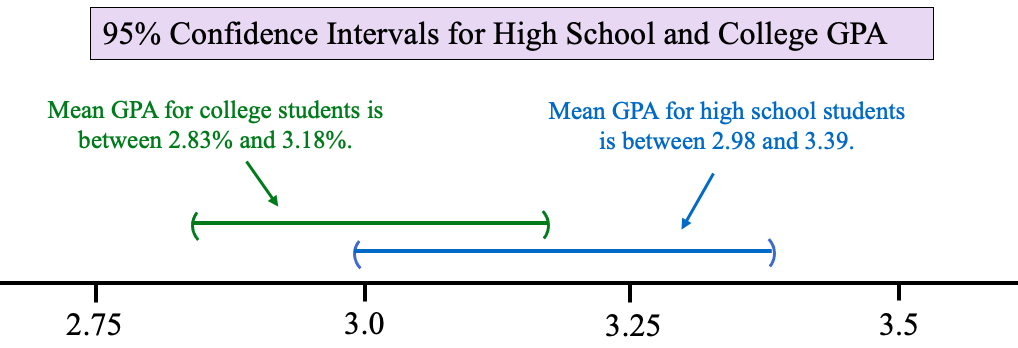 95% Confidence Intervals for High School and College GPA
Mean GPA for college students is
between 2.83% and 3.18%.
Mean GPA for high school students
is between 2.98 and 3.39.
2.75
3.0
3.25
3.5